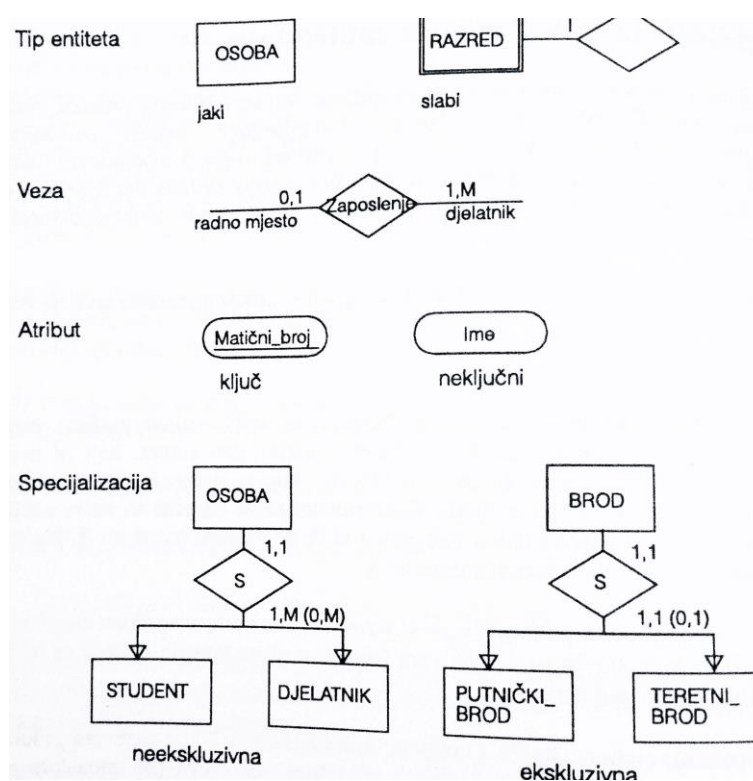 Tip entiteta
OSOBA
RAZRED
1
jaki
slabi
Veza
0,1
Zaposlenje
1,M
radno mjesto
djelatnik
Atribut
Matični_broj
Ime
ključ
neključni
Specijalizacija
OSOBA
BROD
1,1
1,1
S
S
1,M (0,M)
1,1 (0,1)
STUDENT
DJELATNIK
PUTNIČKI_
BROD
TERETNI_
BROD
neekskluzivna
ekskluzivna